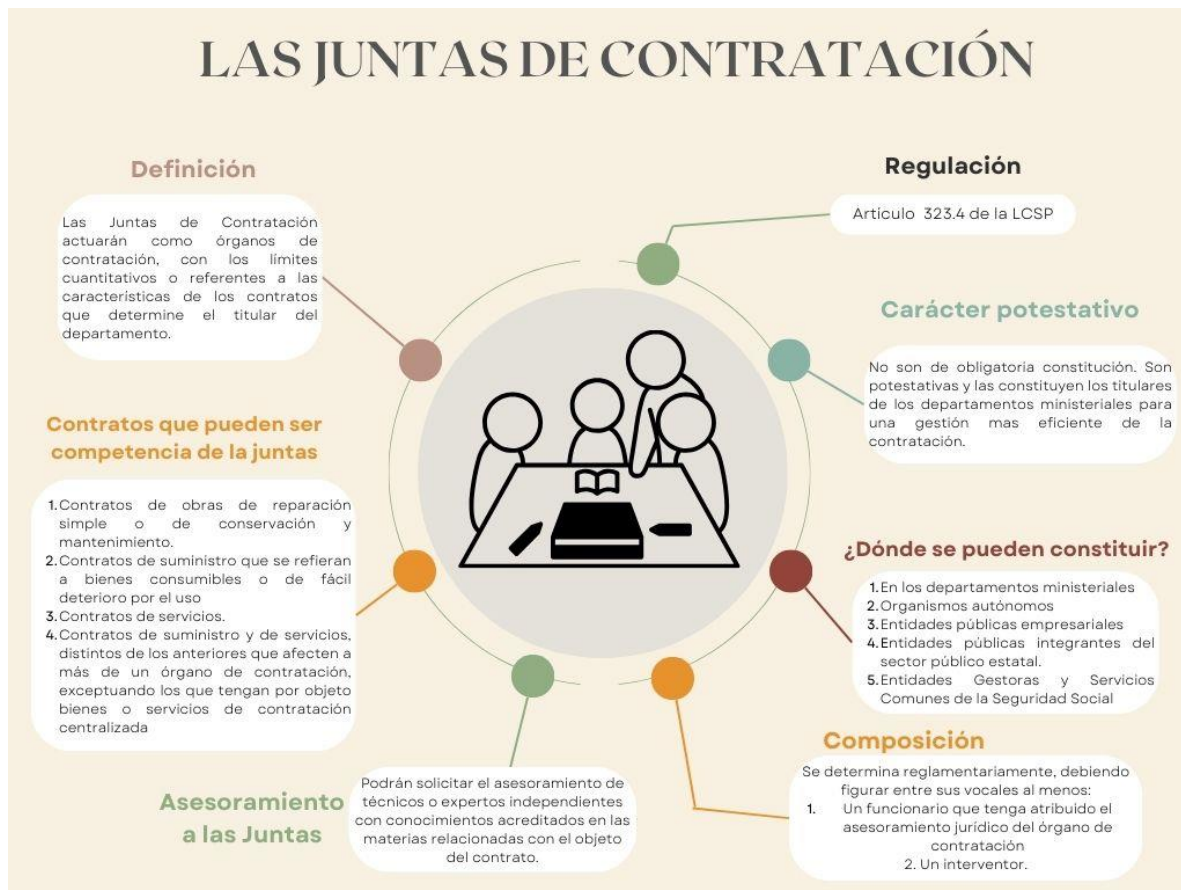 LAS JUNTAS DE CONTRATACIÓN
Definición
Las Juntas de Contratación
actuarán como órganos de
contratación, con los límites
cuantitativos o referentes a las
características de los contratos
que determine el titular del
departamento.
Regulación
Artículo 323.4 de la LCSP
Carácter potestativo
No son de obligatoria constitución. Son
potestativas y las constituyen los titulares
de los departamentos ministeriales para
una gestión mas eficiente de la
contratación.
Contratos que pueden ser
competencia de la juntas
1. Contratos de obras de reparación
simple o de conservación y
mantenimiento.
2. Contratos de suministro que se refieran
a bienes consumibles o de fácil
deterioro por el uso
3. Contratos de servicios.
4. Contratos de suministro y de servicios,
distintos de los anteriores que afecten a
más de un órgano de contratación,
exceptuando los que tengan por objeto
bienes o servicios de contratación
centralizada
¿Dónde se pueden constituir?
1. En los departamentos ministeriales
2. Organismos autónomos
3. Entidades públicas empresariales
4. Entidades públicas integrantes del
sector público estatal.
5. Entidades Gestoras y Servicios
Comunes de la Seguridad Social
Asesoramiento
a las Juntas
Podrán solicitar el asesoramiento de
técnicos o expertos independientes
con conocimientos acreditados en las
materias relacionadas con el objeto
del contrato.
Composición
Se determina reglamentariamente, debiendo
figurar entre sus vocales al menos:
1. Un funcionario que tenga atribuido el
asesoramiento jurídico del órgano de
contratación
2. Un interventor.